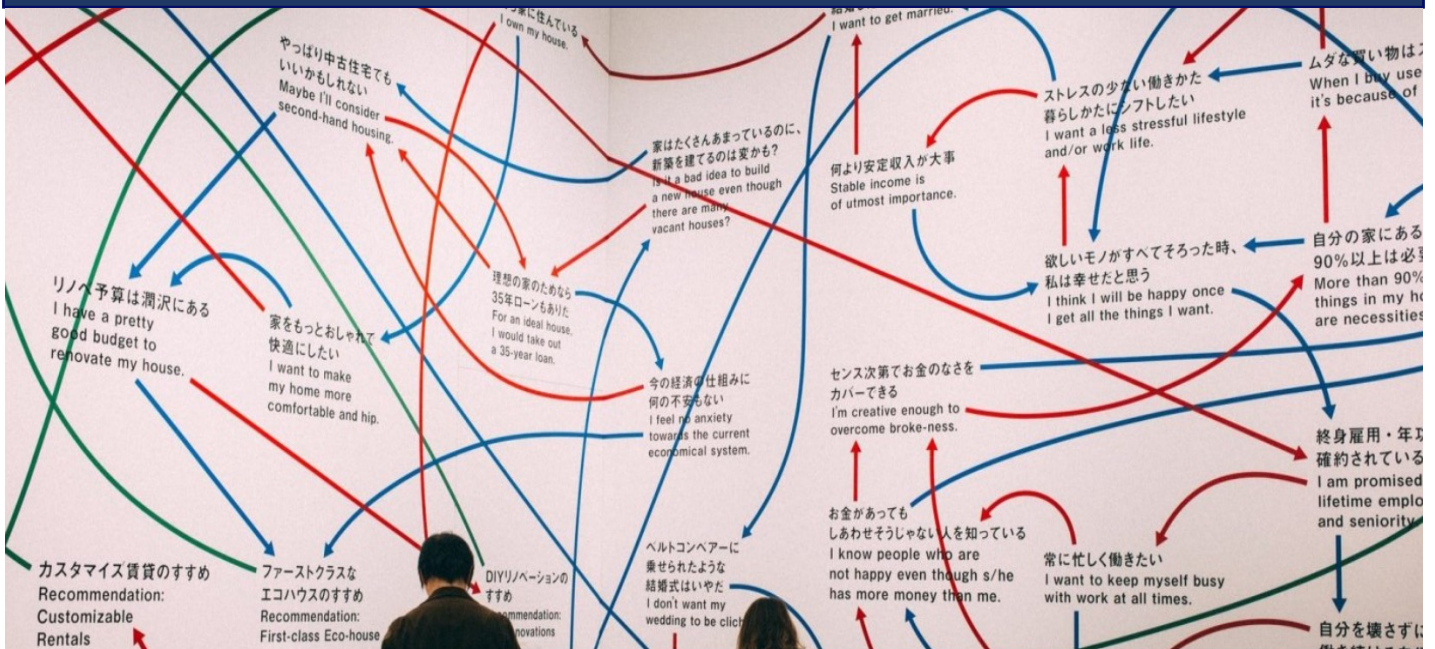 家に住んでいる
I own my house.
I want to get married.
やっぱり中古住宅でも
いいかもしれない
Maybe I'll consider
second-hand housing.
家はたくさんあまっているのに、
新築を建てるのは変かも?
Is it a bad idea to build
a new house even though
there are many
vacant houses?
何より安定収入が大事
Stable income is
of utmost importance.
ストレスの少ない働きかた
暮らしかたにシフトしたい
I want a less stressful lifestyle
and/or work life.
ムダな買い物は
When I buy
it's because of
リノベ予算は潤沢にある
I have a pretty
good budget to
renovate my house.
家をもっとおしゃれで
快適にしたい
I want to make
my home more
comfortable and hip.
理想の家のためなら
35年ローンもありだ
For an ideal house,
I would take out
a 35-year loan.
今の経済の仕組みに
何の不安もない
I feel no anxiety
towards the current
economical system.
欲しいモノがすべてそろった時、
私は幸せだと思う
I think I will be happy once
I get all the things I want.
自分の家にある
90%以上は
More than 90%
things in my
are necessities
センス次第でお金のなさを
カバーできる
I'm creative enough to
overcome broke-ness.
お金があっても
しあわせそうじゃない人を知っている
I know people who are
not happy even though s/he
has more money than me.
常に忙しく働きたい
I want to keep myself busy
with work at all times.
終身雇用・年
確約されている
I am promised
lifetime
and seniority
自分を壊さずに
ベルトコンベアーに
乗せられたような
結婚式はいやだ
I don't want my
wedding to be
カスタマイズ賃貸のすすめ
Recommendation:
Customizable
Rentals
ファーストクラスな
エコハウスのすすめ
Recommendation:
First-class Eco-house
DIYリノベーションの
すすめ